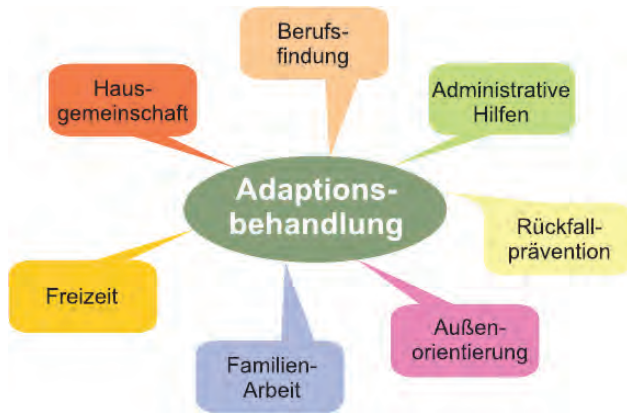 Berufs-
findung
Haus-
gemeinschaft
Administrative
Hilfen
Adaptions-
behandlung
Rückfall-
prävention
Freizeit
Außen-
orientierung
Familien-
Arbeit